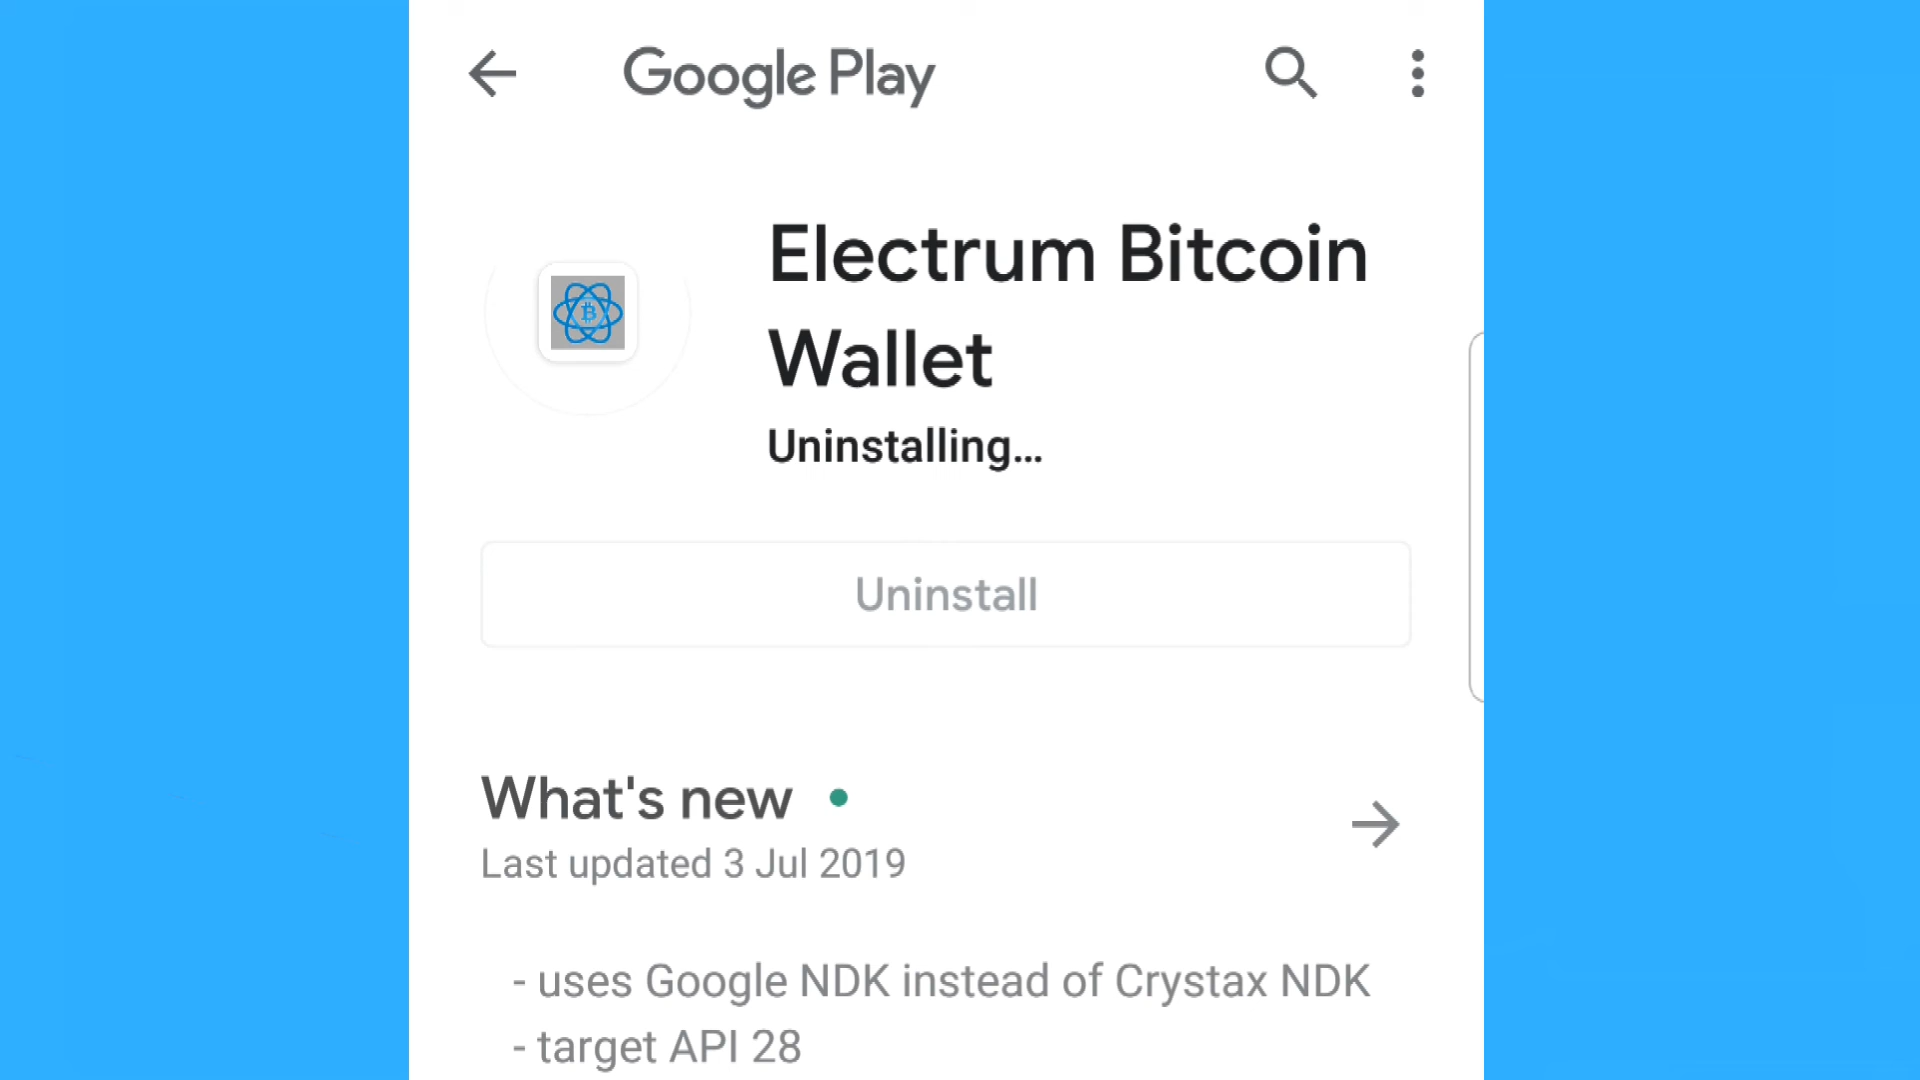 Google Play
Electrum Bitcoin
Wallet
Uninstalling...
Uninstall
What's new
Last updated 3 Jul 2019
- uses Google NDK instead of Crystax NDK
- target API 28